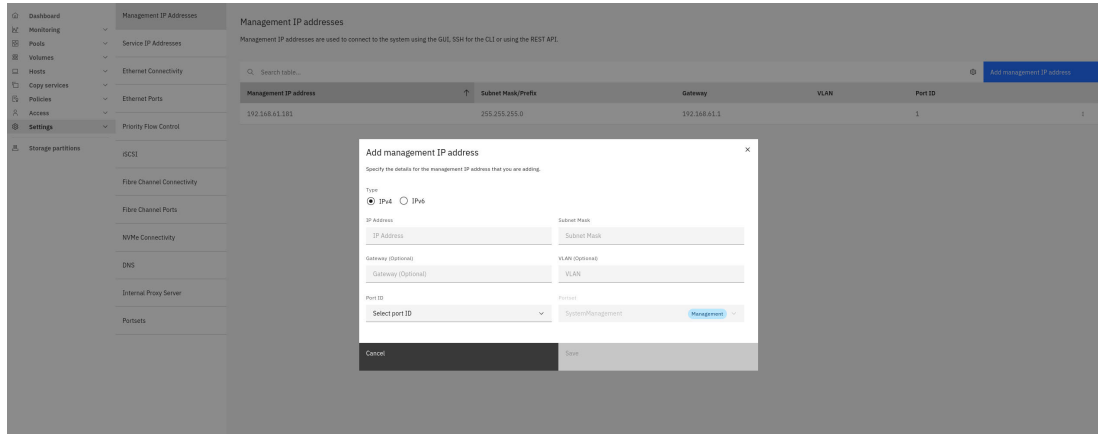 Dashboard
Monitoring
Pools
Volumes
Hosts
Copy services
Policies
Access
Settings
Storage partitions
Management IP Addresses
Service IP Addresses
Ethernet Connectivity
Ethernet Ports
Priority Flow Control
iSCSI
Fibre Channel Connectivity
Fibre Channel Ports
NVMe Connectivity
DNS
Internal Proxy Server
Portsets
Management IP addresses
Management IP addresses are used to connect to the system using the GUI, SSH for the CLI or using the REST API.
Search table...
Add management IP address
Management IP address Subnet Mask/Prefix Gateway VLAN Port ID
192.168.61.181 255.255.255.0 192.168.61.1 1
Add management IP address
Specify the details for the management IP address that you are adding.
Type
IPv4 IPv6
IP Address Subnet Mask
IP Address Subnet Mask
Gateway (Optional) VLAN (Optional)
Gateway (Optional) VLAN
Port ID Portset
Select port ID SystemManagement Management
Cancel Save